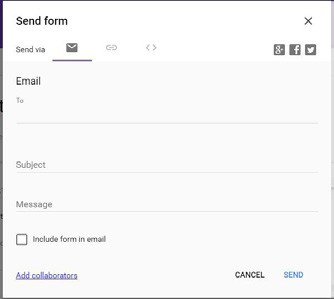 Send form
Send via
Email
To
Subject
Message
Include form in email
Add collaborators
CANCEL SEND